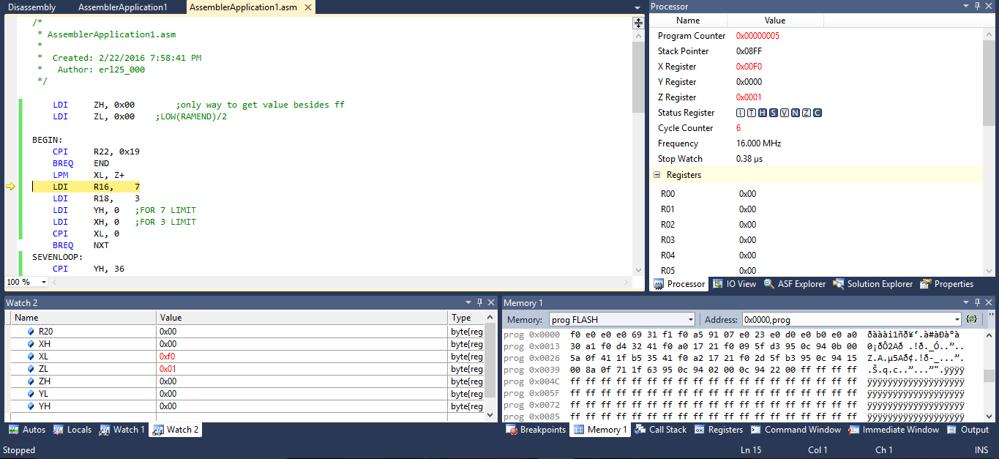 Disassembly AssemblerApplication1 AssemblerApplication1.asm
/*
* AssemblerApplication1.asm
*
* Created: 2/22/2016 7:58:41 PM
* Author: erl25_000
*/
LDI ZH, 0x00 ;only way to get value besides ff
LDI ZL, 0x00 ;LOW(RAMEND)/2
BEGIN:
CPI R22, 0x19
BREQ END
LPM XL, Z+
LDI R16, 7
LDI R18, 3
LDI YH, 0 ;FOR 7 LIMIT
LDI XH, 0 ;FOR 3 LIMIT
CPI XL, 0
BREQ NXT
SEVENLOOP:
CPI YH, 36
100 %
Processor
Name Value
Program Counter 0x00000005
Stack Pointer 0x08FF
X Register 0x00F0
Y Register 0x0000
Z Register 0x0001
Status Register I T H S V N Z C
Cycle Counter 6
Frequency 16.000 MHz
Stop Watch 0.38 µs
Registers
R00 0x00
R01 0x00
R02 0x00
R03 0x00
R04 0x00
R05 0x00
Processor IO View ASF Explorer Solution Explorer Properties
Watch 2
Name Value Type
R20 0x00 byte{reg
XH 0x00 byte{reg
XL 0xf0 byte{reg
ZL 0x01 byte{reg
ZH 0x00 byte{reg
YL 0x00 byte{reg
YH 0x00 byte{reg
Autos Locals Watch 1 Watch 2
Memory 1
Memory: prog FLASH Address: 0x0000,prog
prog 0x0000 f0 e0 e0 e0 69 31 f1 f0 a5 91 07 e0 23 e0 d0 e0 b0 e0 a0 ðààài1ñð¥‘.à#àÐà°à
prog 0x0013 30 a1 f0 d4 32 41 f0 a0 17 21 f0 09 5f d3 95 0c 94 0b 00 0¡ðÔ2Að .!ð._Ó•.”..
prog 0x0026 5a 0f 41 1f b5 35 41 f0 a2 17 21 f0 2d 5f b3 95 0c 94 15 Z.A.µ5Að¢.!ð-_³•.”.
prog 0x0039 00 8a 0f 71 1f 63 95 0c 94 02 00 0c 94 22 00 ff ff ff ff .Š.q.c•.”...”".ÿÿÿÿ
prog 0x004C ff ff ff ff ff ff ff ff ff ff ff ff ff ff ff ff ff ff ff ÿÿÿÿÿÿÿÿÿÿÿÿÿÿÿÿÿÿÿ
prog 0x005F ff ff ff ff ff ff ff ff ff ff ff ff ff ff ff ff ff ff ff ÿÿÿÿÿÿÿÿÿÿÿÿÿÿÿÿÿÿÿ
prog 0x0072 ff ff ff ff ff ff ff ff ff ff ff ff ff ff ff ff ff ff ff ÿÿÿÿÿÿÿÿÿÿÿÿÿÿÿÿÿÿÿ
prog 0x0085 ff ff ff ff ff ff ff ff ff ff ff ff ff ff ff ff ff ff ff ÿÿÿÿÿÿÿÿÿÿÿÿÿÿÿÿÿÿÿ
Breakpoints Memory 1 Call Stack Registers Command Window Immediate Window Output
Stopped Ln 15 Col 1 Ch 1 INS